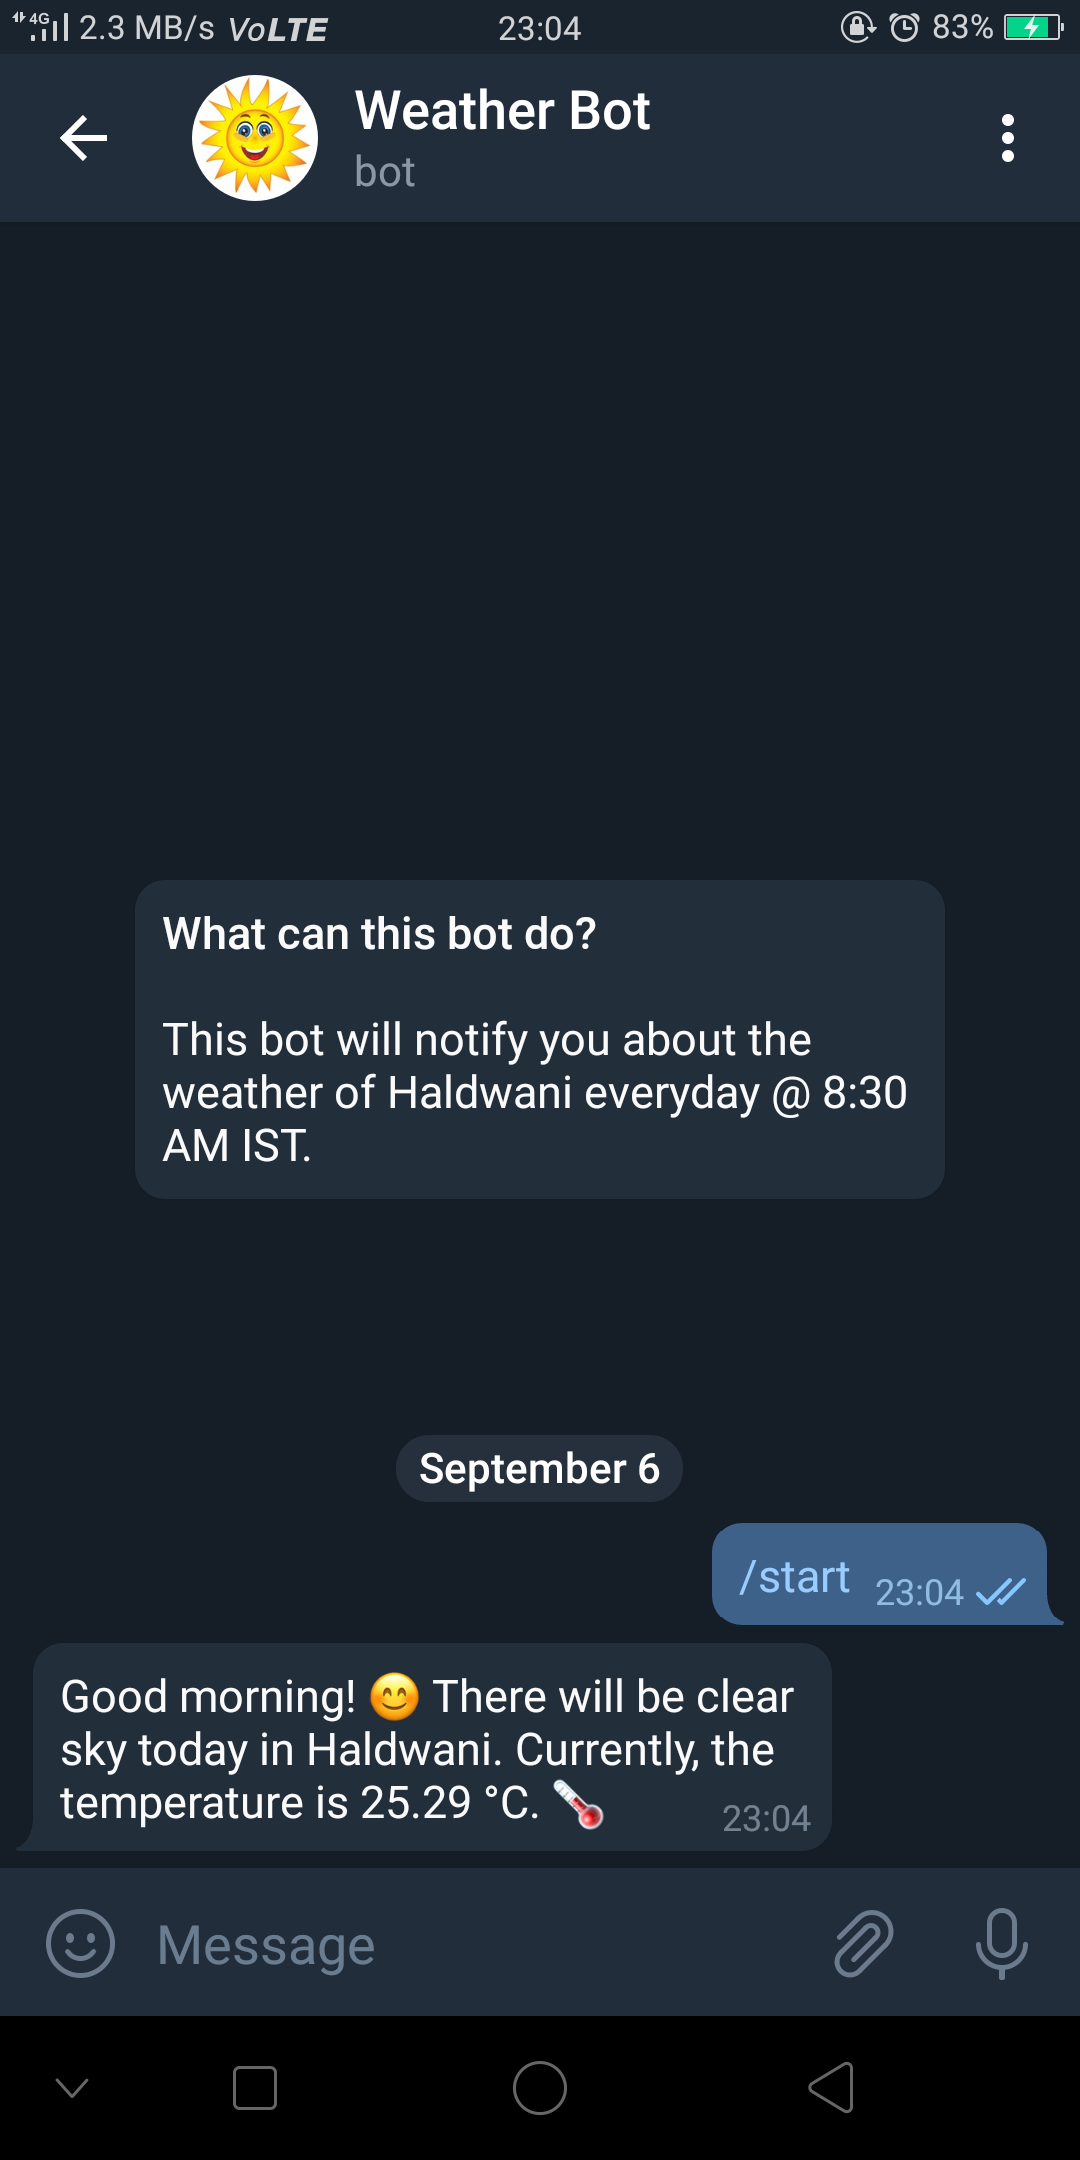 4G 2.3 MB/s VoLTE 23:04 83%
Weather Bot
bot
What can this bot do?
This bot will notify you about the
weather of Haldwani everyday @ 8:30
AM IST.
September 6
/start 23:04
Good morning! 😊 There will be clear
sky today in Haldwani. Currently, the
temperature is 25.29 °C. 🌡️ 23:04
Message